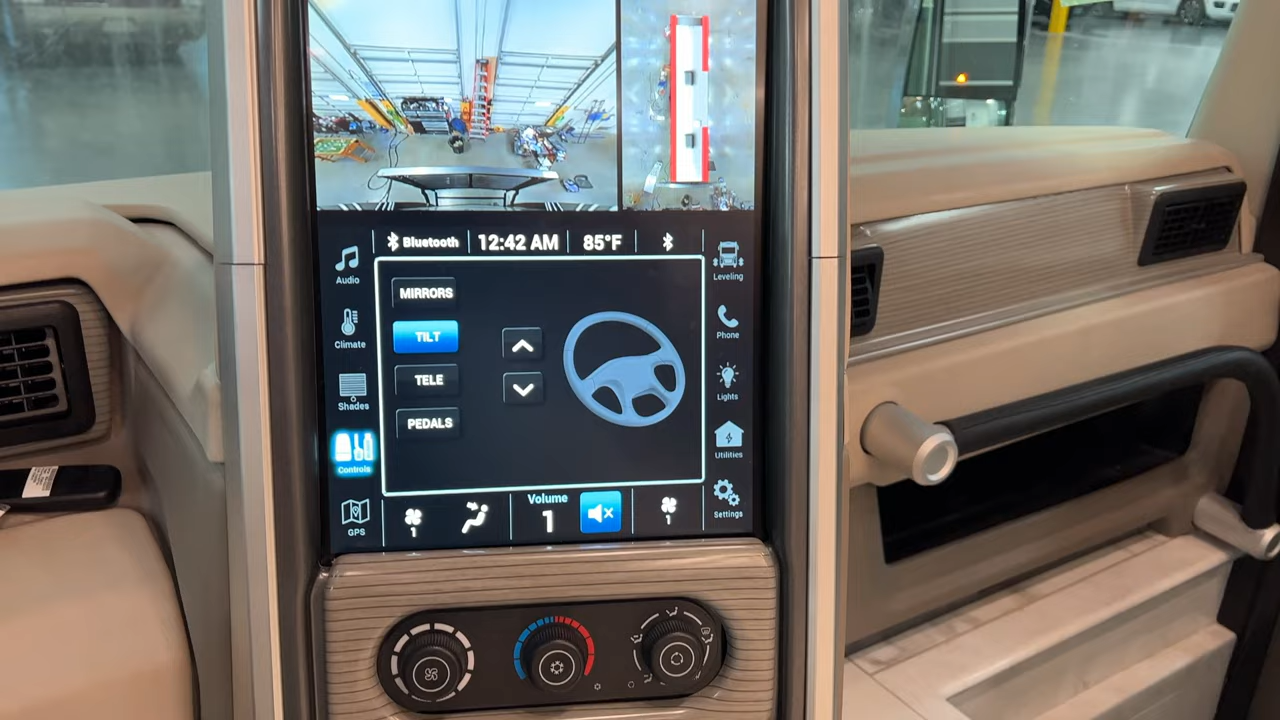 Bluetooth 12:42 AM 85°F
Audio
Climate
Shades
Controls
GPS
MIRRORS
TILT
TELE
PEDALS
Leveling
Phone
Lights
Utilities
Settings
1
Volume
1
1